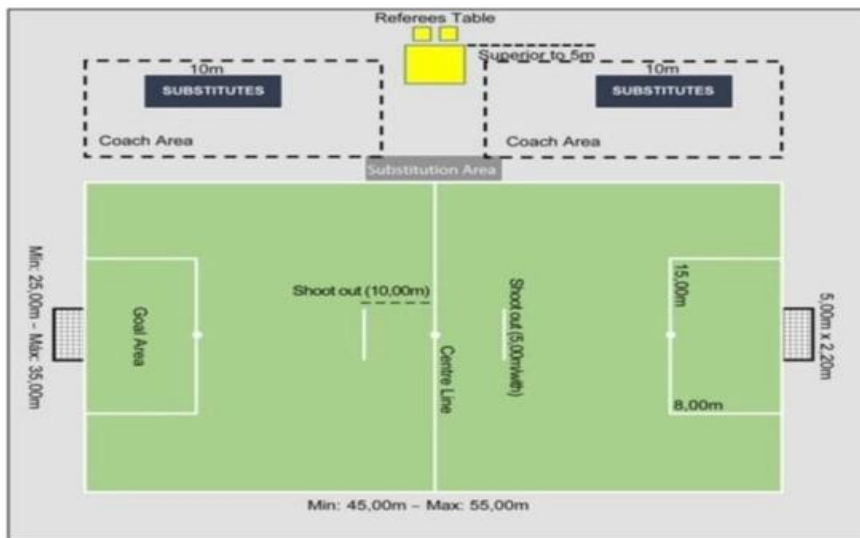 Referees Table
Superior to 5m
10m
SUBSTITUTES
Coach Area
10m
SUBSTITUTES
Coach Area
Substitution Area
Min: 25,00m – Máx: 35,00m
Goal Area
Shoot out (10,00m)
Centre Line
Shoot out (5,00m/with)
15,00m
8,00m
5,00m x 2,20m
Min: 45,00m – Max: 55,00m